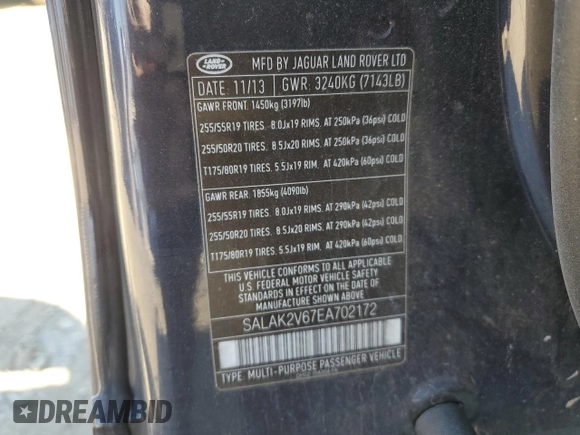 LAND ROVER
MFD BY JAGUAR LAND ROVER LTD
DATE: 11/13 GWR: 3240KG (7143LB)
GAWR FRONT. 1450kg (3197lb)
255/55R19 TIRES. 8.0Jx19 RIMS. AT 250kPa (36psi) COLD
255/50R20 TIRES. 8.5Jx20 RIMS. AT 250kPa (36psi) COLD
T175/80R19 TIRES. 5.5Jx19 RIM. AT 420kPa (60psi) COLD
GAWR REAR. 1855kg (4090lb)
255/55R19 TIRES. 8.0Jx19 RIMS. AT 290kPa (42psi) COLD
255/50R20 TIRES. 8.5Jx20 RIMS. AT 290kPa (42psi) COLD
T175/80R19 TIRES. 5.5Jx19 RIM. AT 420kPa (60psi) COLD
THIS VEHICLE CONFORMS TO ALL APPLICABLE
U.S. FEDERAL MOTOR VEHICLE SAFETY
STANDARDS IN EFFECT ON THE DATE OF
MANUFACTURE SHOWN ABOVE
SALAK2V67EA702172
TYPE: MULTI-PURPOSE PASSENGER VEHICLE
DREAMBID